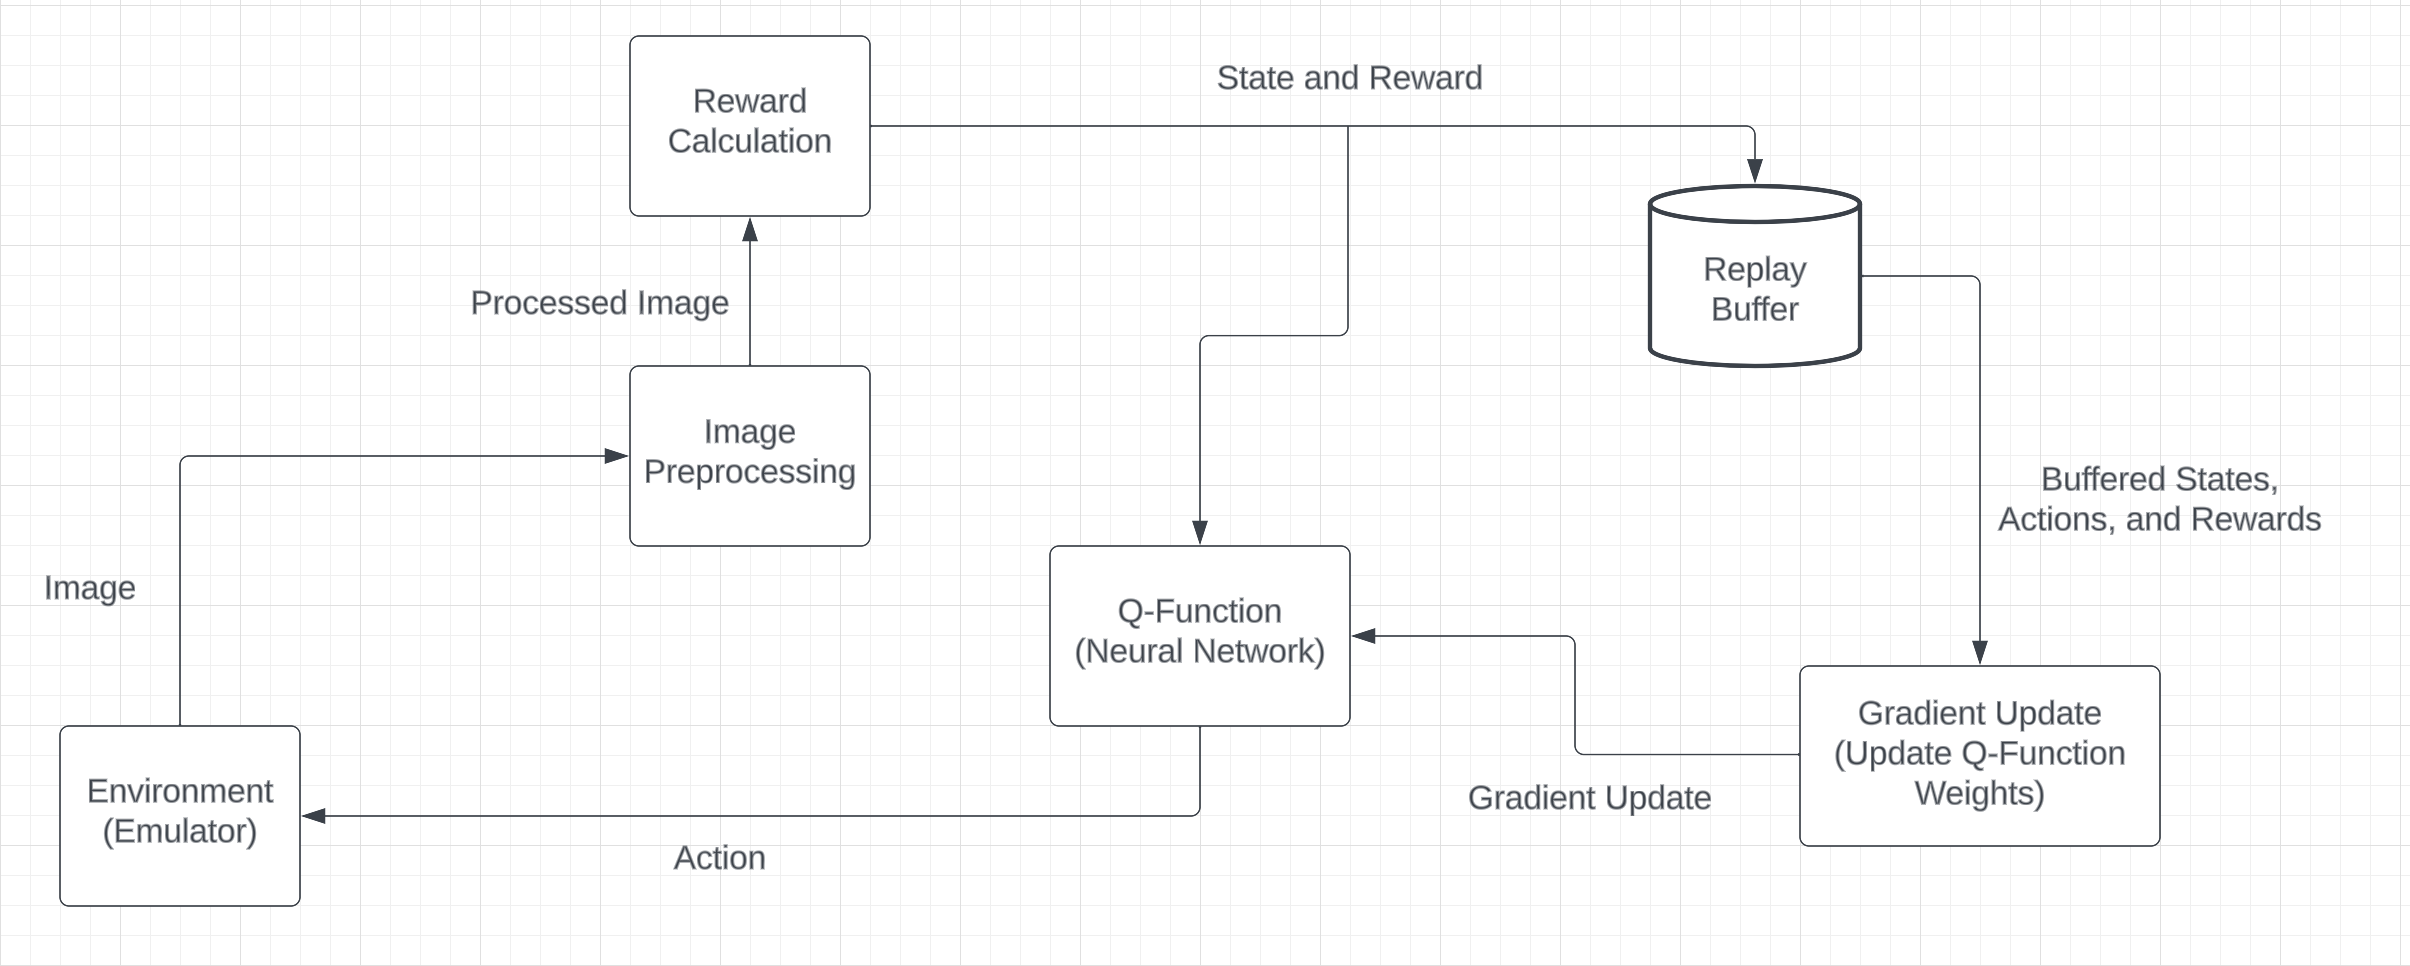 Reward
Calculation
State and Reward
Processed Image
Replay
Buffer
Image
Preprocessing
Buffered States,
Actions, and Rewards
Image
Q-Function
(Neural Network)
Gradient Update
(Update Q-Function
Weights)
Gradient Update
Environment
(Emulator)
Action